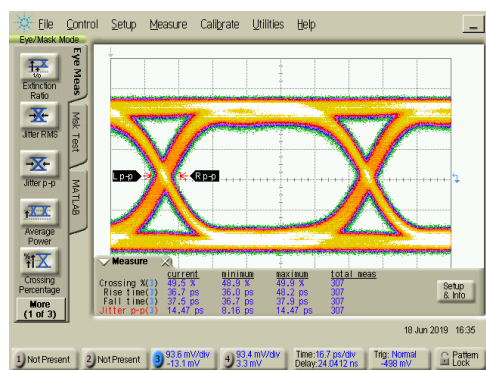 File Control Setup Measure Calibrate Utilities Help
Eye/Mask Mode
Eye Meas
Msk Test
MATLAB
Extinction Ratio
Jitter RMS
Jitter p-p
Average Power
Crossing Percentage
More (1 of 3)
L p-p
R p-p
Measure
current minimum maximum total meas
Crossing %(3) 49.5 % 48.9 % 49.9 % 307
Rise time(3) 36.7 ps 36.0 ps 48.2 ps 307
Fall time(3) 37.5 ps 36.7 ps 37.9 ps 307
Jitter p-p(3) 14.47 ps 8.16 ps 14.47 ps 307
Setup & Info
18 Jun 2019 16:35
1 Not Present
2 Not Present
3 93.6 mV/div
-13.1 mV
4 93.4 mV/div
3.3 mV
Time:16.7 ps/div
Delay:24.0412 ns
Trig: Normal
-498 mV
Pattern Lock